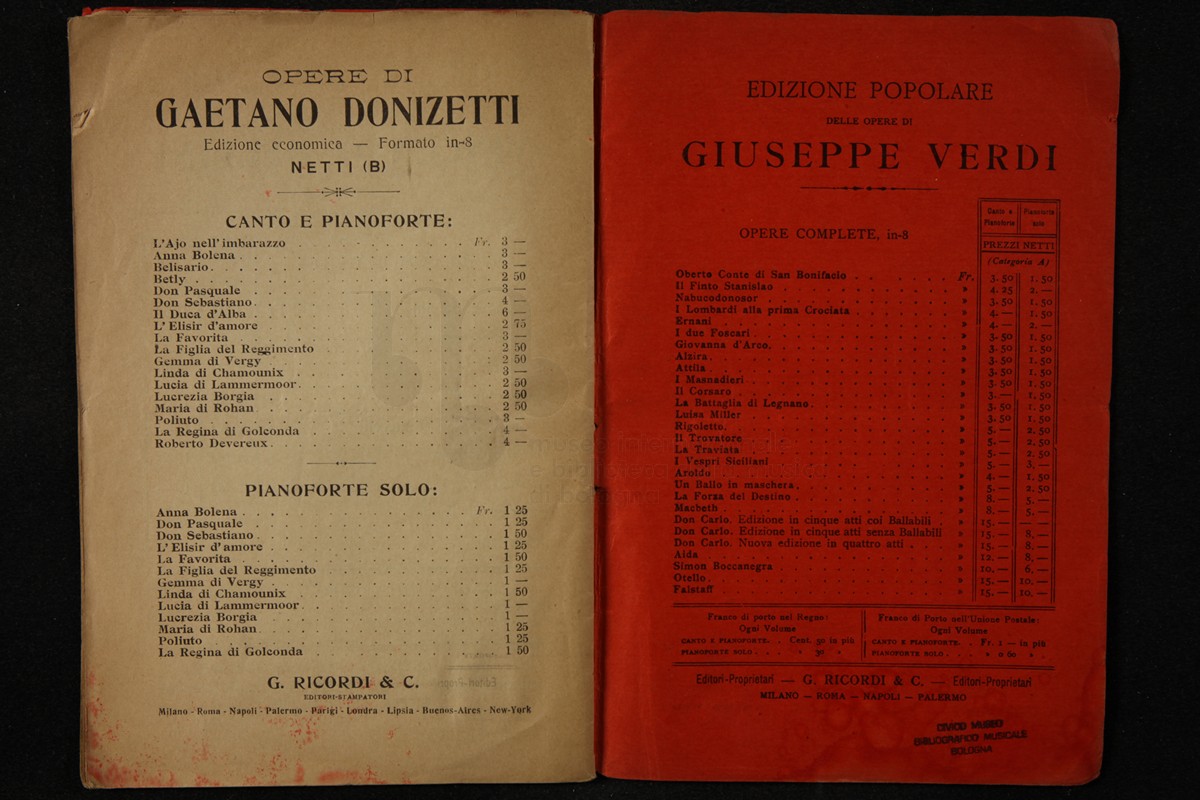 OPERE DI
GAETANO DONIZETTI
Edizione economica — Formato in-8
NETTI (B)
CANTO E PIANOFORTE:
L'Ajo nell'imbarazzo . . . Fr. 3 —
Anna Bolena . . . 3 —
Belisario . . . 3 —
Betly . . . 2 50
Don Pasquale . . . 3 —
Don Sebastiano . . . 4 —
Il Duca d'Alba . . . 6 —
L'Elisir d'amore . . . 2 75
La Favorita . . . 3 —
La Figlia del Reggimento . . . 2 50
Gemma di Vergy . . . 2 50
Linda di Chamounix . . . 3 —
Lucia di Lammermoor . . . 2 50
Lucrezia Borgia . . . 2 50
Maria di Rohan . . . 2 50
Poliuto . . . 3 —
La Regina di Golconda . . . 4 —
Roberto Devereux . . . 4 —
PIANOFORTE SOLO:
Anna Bolena . . . Fr. 1 25
Don Pasquale . . . 1 25
Don Sebastiano . . . 1 50
L'Elisir d'amore . . . 1 25
La Favorita . . . 1 50
La Figlia del Reggimento . . . 1 25
Gemma di Vergy . . . 1 —
Linda di Chamounix . . . 1 50
Lucia di Lammermoor . . . 1 —
Lucrezia Borgia . . . 1 —
Maria di Rohan . . . 1 25
Poliuto . . . 1 25
La Regina di Golconda . . . 1 50
G. RICORDI & C.
EDITORI-STAMPATORI
Milano - Roma - Napoli - Palermo - Parigi - Londra - Lipsia - Buenos-Aires - New-York
EDIZIONE POPOLARE
DELLE OPERE DI
GIUSEPPE VERDI
OPERE COMPLETE, in-8
Canto e Pianoforte
Pianoforte solo
PREZZI NETTI
(Categoria A)
Oberto Conte di San Bonifacio . . . Fr. 3.50 1.50
Il Finto Stanislao . . . » 4.25 2.—
Nabucodonosor . . . » 3.50 1.50
I Lombardi alla prima Crociata . . . » 4.— 1.50
Ernani . . . » 4.— 2.—
I due Foscari . . . » 3.50 1.50
Giovanna d'Arco . . . » 3.50 1.50
Alzira . . . » 3.50 1.50
Attila . . . » 3.50 1.50
I Masnadieri . . . » 3.50 1.50
Il Corsaro . . . » 3.— 1.50
La Battaglia di Legnano . . . » 3.50 1.50
Luisa Miller . . . » 3.50 1.50
Rigoletto . . . » 5.— 2.50
Il Trovatore . . . » 5.— 2.50
La Traviata . . . » 5.— 2.50
I Vespri Siciliani . . . » 5.— 3.—
Aroldo . . . » 4.— 1.50
Un Ballo in maschera . . . » 5.— 2.50
La Forza del Destino . . . » 8.— 5.—
Macbeth . . . » 8.— 5.—
Don Carlo. Edizione in cinque atti coi Ballabili . » 15.— —
Don Carlo. Edizione in cinque atti senza Ballabili » 15.— 8.—
Don Carlo. Nuova edizione in quattro atti . . » 15.— 8.—
Aida . . . » 12.— 8.—
Simon Boccanegra . . . » 10.— 6.—
Otello . . . » 15.— 10.—
Falstaff . . . » 15.— 10.—
Franco di porto nel Regno:
Ogni Volume
CANTO E PIANOFORTE . . Cent. 50 in più
PIANOFORTE SOLO . . . » 30 »
Franco di Porto nell'Unione Postale:
Ogni Volume
CANTO E PIANOFORTE . . Fr. 1 — in più
PIANOFORTE SOLO . . . » 0 60 » .
Editori-Proprietari — G. RICORDI & C. — Editori-Proprietari
MILANO — ROMA — NAPOLI — PALERMO
CIVICO MUSEO
BIBLIOGRAFICO MUSICALE
BOLOGNA